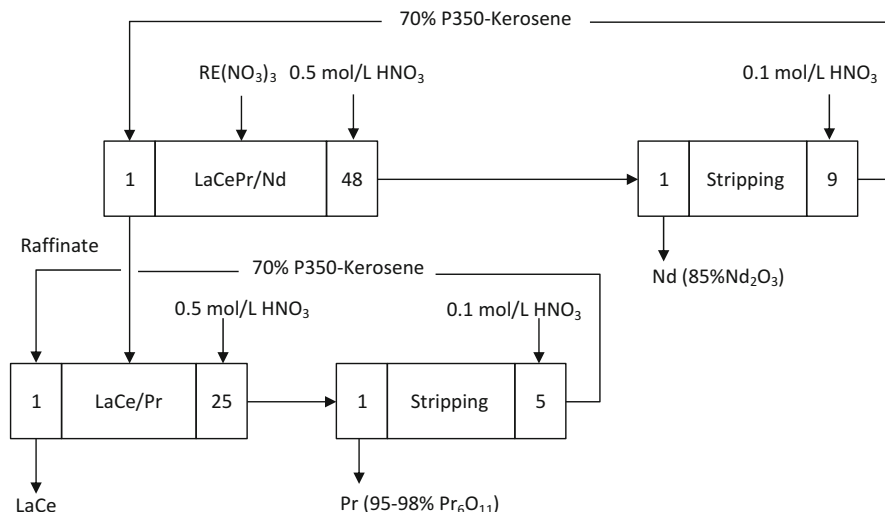 70% P350-Kerosene
RE(NO₃)₃ 0.5 mol/L HNO₃ 0.1 mol/L HNO₃
1 LaCePr/Nd 48 1 Stripping 9
Raffinate
70% P350-Kerosene Nd (85%Nd₂O₃)
0.5 mol/L HNO₃ 0.1 mol/L HNO₃
1 LaCe/Pr 25 1 Stripping 5
LaCe Pr (95-98% Pr₆O₁₁)